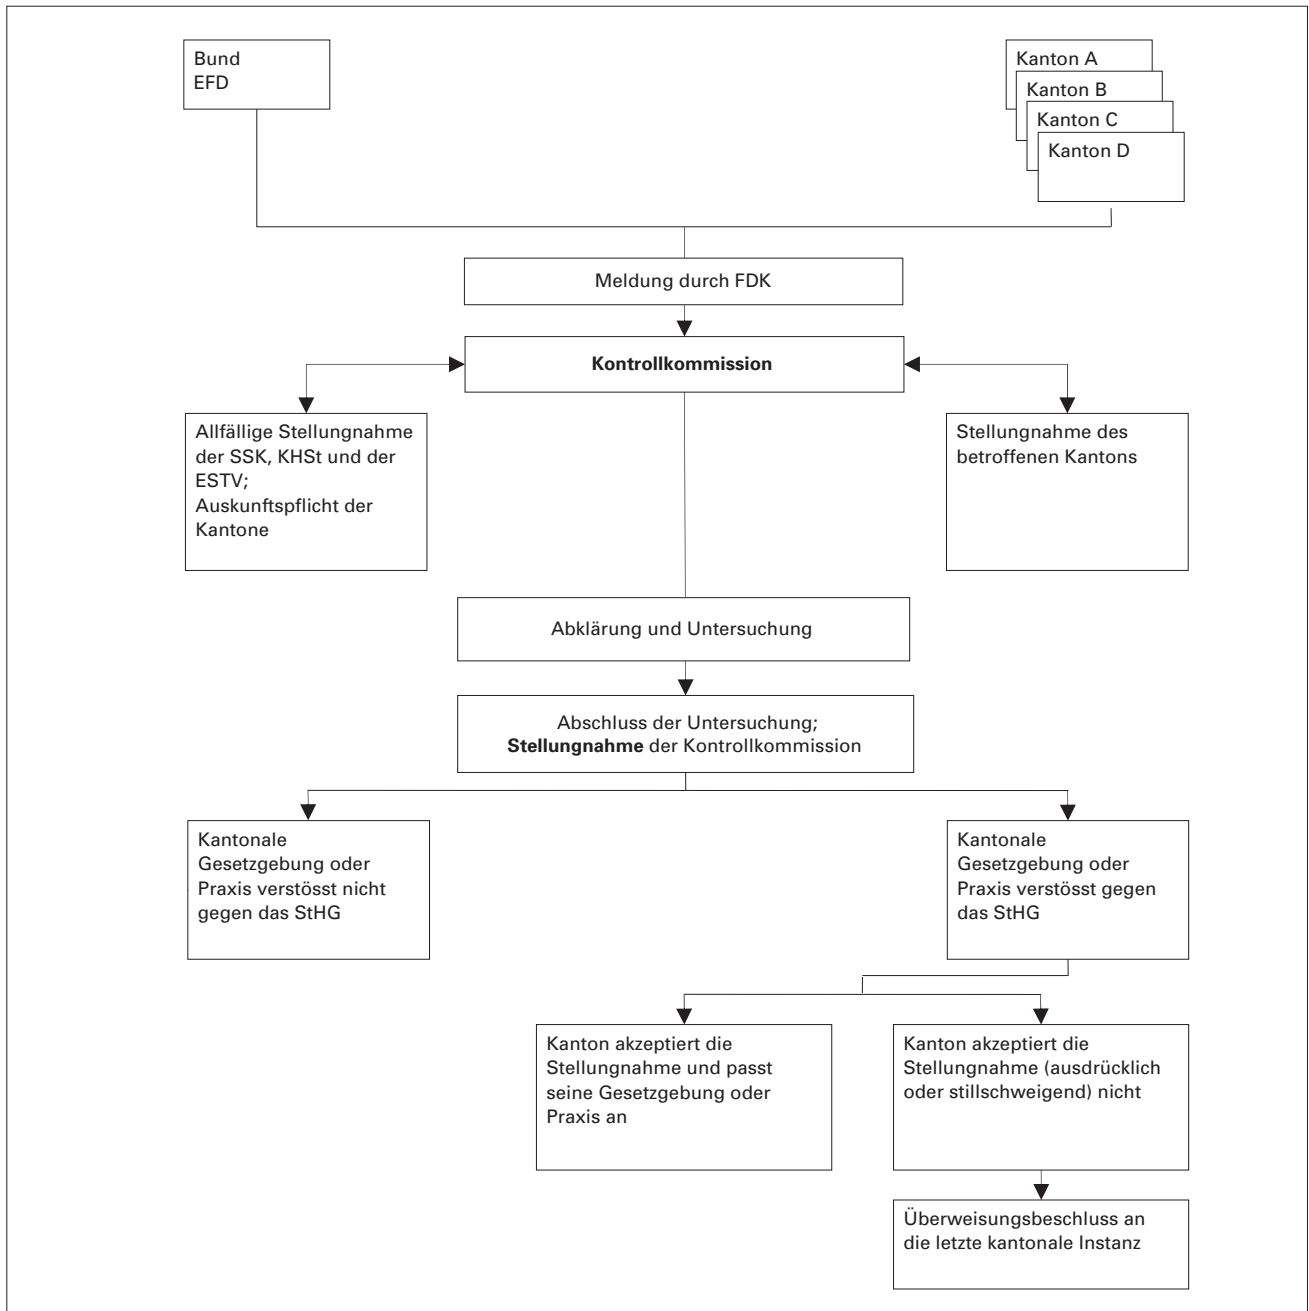 Bund
EFD
Kanton A
Kanton B
Kanton C
Kanton D
Meldung durch FDK
Kontrollkommission
Allfällige Stellungnahme
der SSK, KHSt und der
ESTV;
Auskunftspflicht der
Kantone
Stellungnahme des
betroffenen Kantons
Abklärung und Untersuchung
Abschluss der Untersuchung;
Stellungnahme der Kontrollkommission
Kantonale
Gesetzgebung oder
Praxis verstösst nicht
gegen das StHG
Kantonale
Gesetzgebung oder
Praxis verstösst gegen
das StHG
Kanton akzeptiert die
Stellungnahme und passt
seine Gesetzgebung oder
Praxis an
Kanton akzeptiert die
Stellungnahme (ausdrücklich
oder stillschweigend) nicht
Überweisungsbeschluss an
die letzte kantonale Instanz